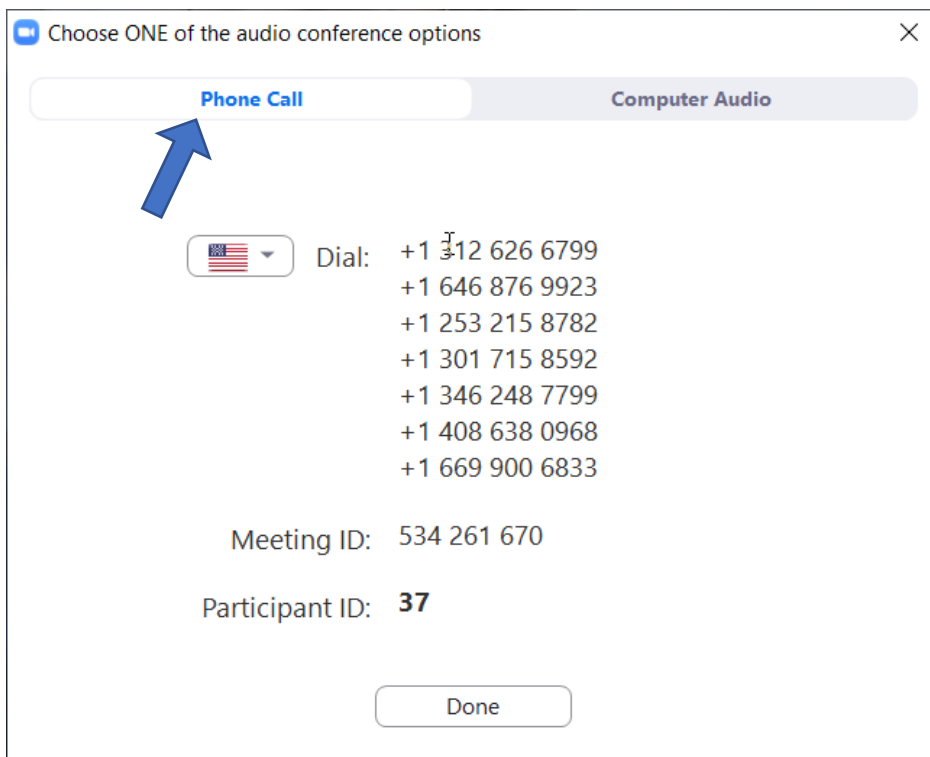 Choose ONE of the audio conference options
Phone Call Computer Audio
Dial: +1 312 626 6799
+1 646 876 9923
+1 253 215 8782
+1 301 715 8592
+1 346 248 7799
+1 408 638 0968
+1 669 900 6833
Meeting ID: 534 261 670
Participant ID: 37
Done